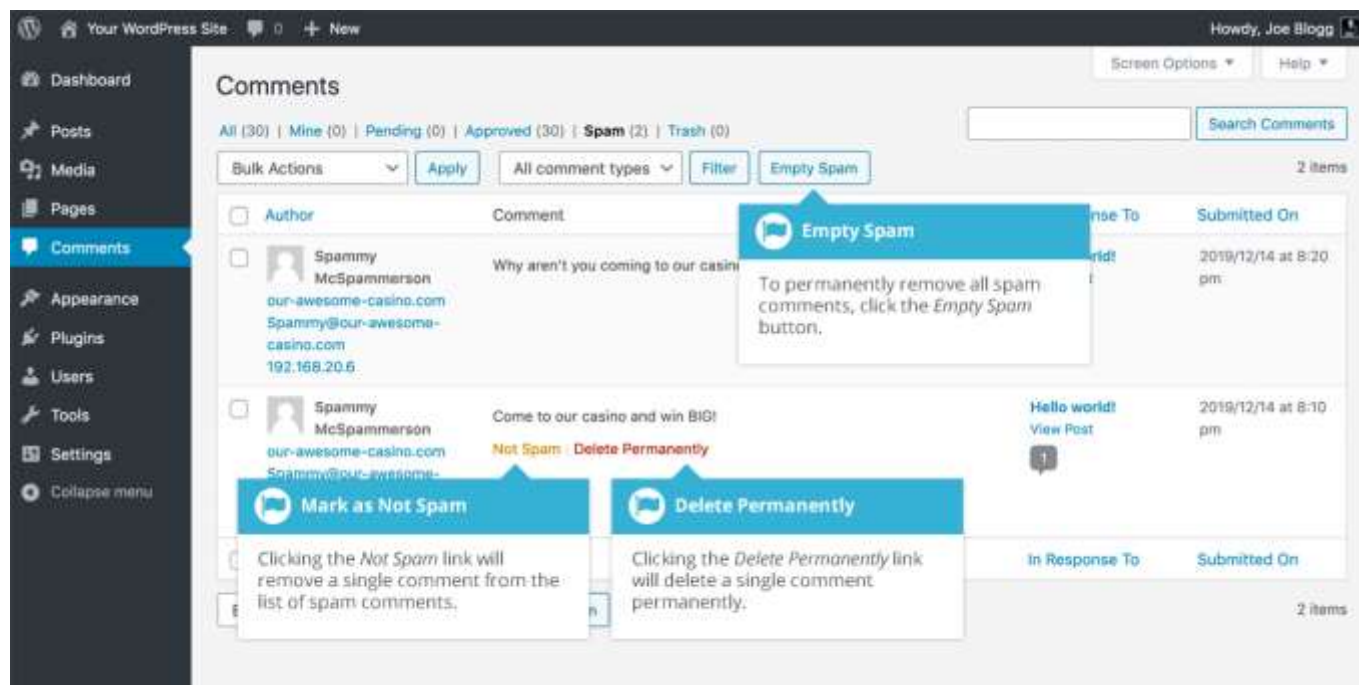 Your WordPress Site 0 + New Howdy, Joe Blogg
Dashboard
Posts
Media
Pages
Comments
Appearance
Plugins
Users
Tools
Settings
Collapse menu
Screen Options Help
Comments
All (30) | Mine (0) | Pending (0) | Approved (30) | Spam (2) | Trash (0)
Search Comments
Bulk Actions Apply All comment types Filter Empty Spam 2 items
Author Comment nse To Submitted On
Spammy
McSpammerson
our-awesome-casino.com
Spammy@our-awesome-
casino.com
192.168.20.6
Why aren't you coming to our casin
2019/12/14 at 8:20
pm
Empty Spam
To permanently remove all spam
comments, click the Empty Spam
button.
Spammy
McSpammerson
our-awesome-casino.com
Spammy@our-awesome-
Come to our casino and win BIG!
Not Spam | Delete Permanently
Hello world!
View Post
1
2019/12/14 at 8:10
pm
Mark as Not Spam
Clicking the Not Spam link will
remove a single comment from the
list of spam comments.
Delete Permanently
Clicking the Delete Permanently link
will delete a single comment
permanently.
In Response To Submitted On
2 items